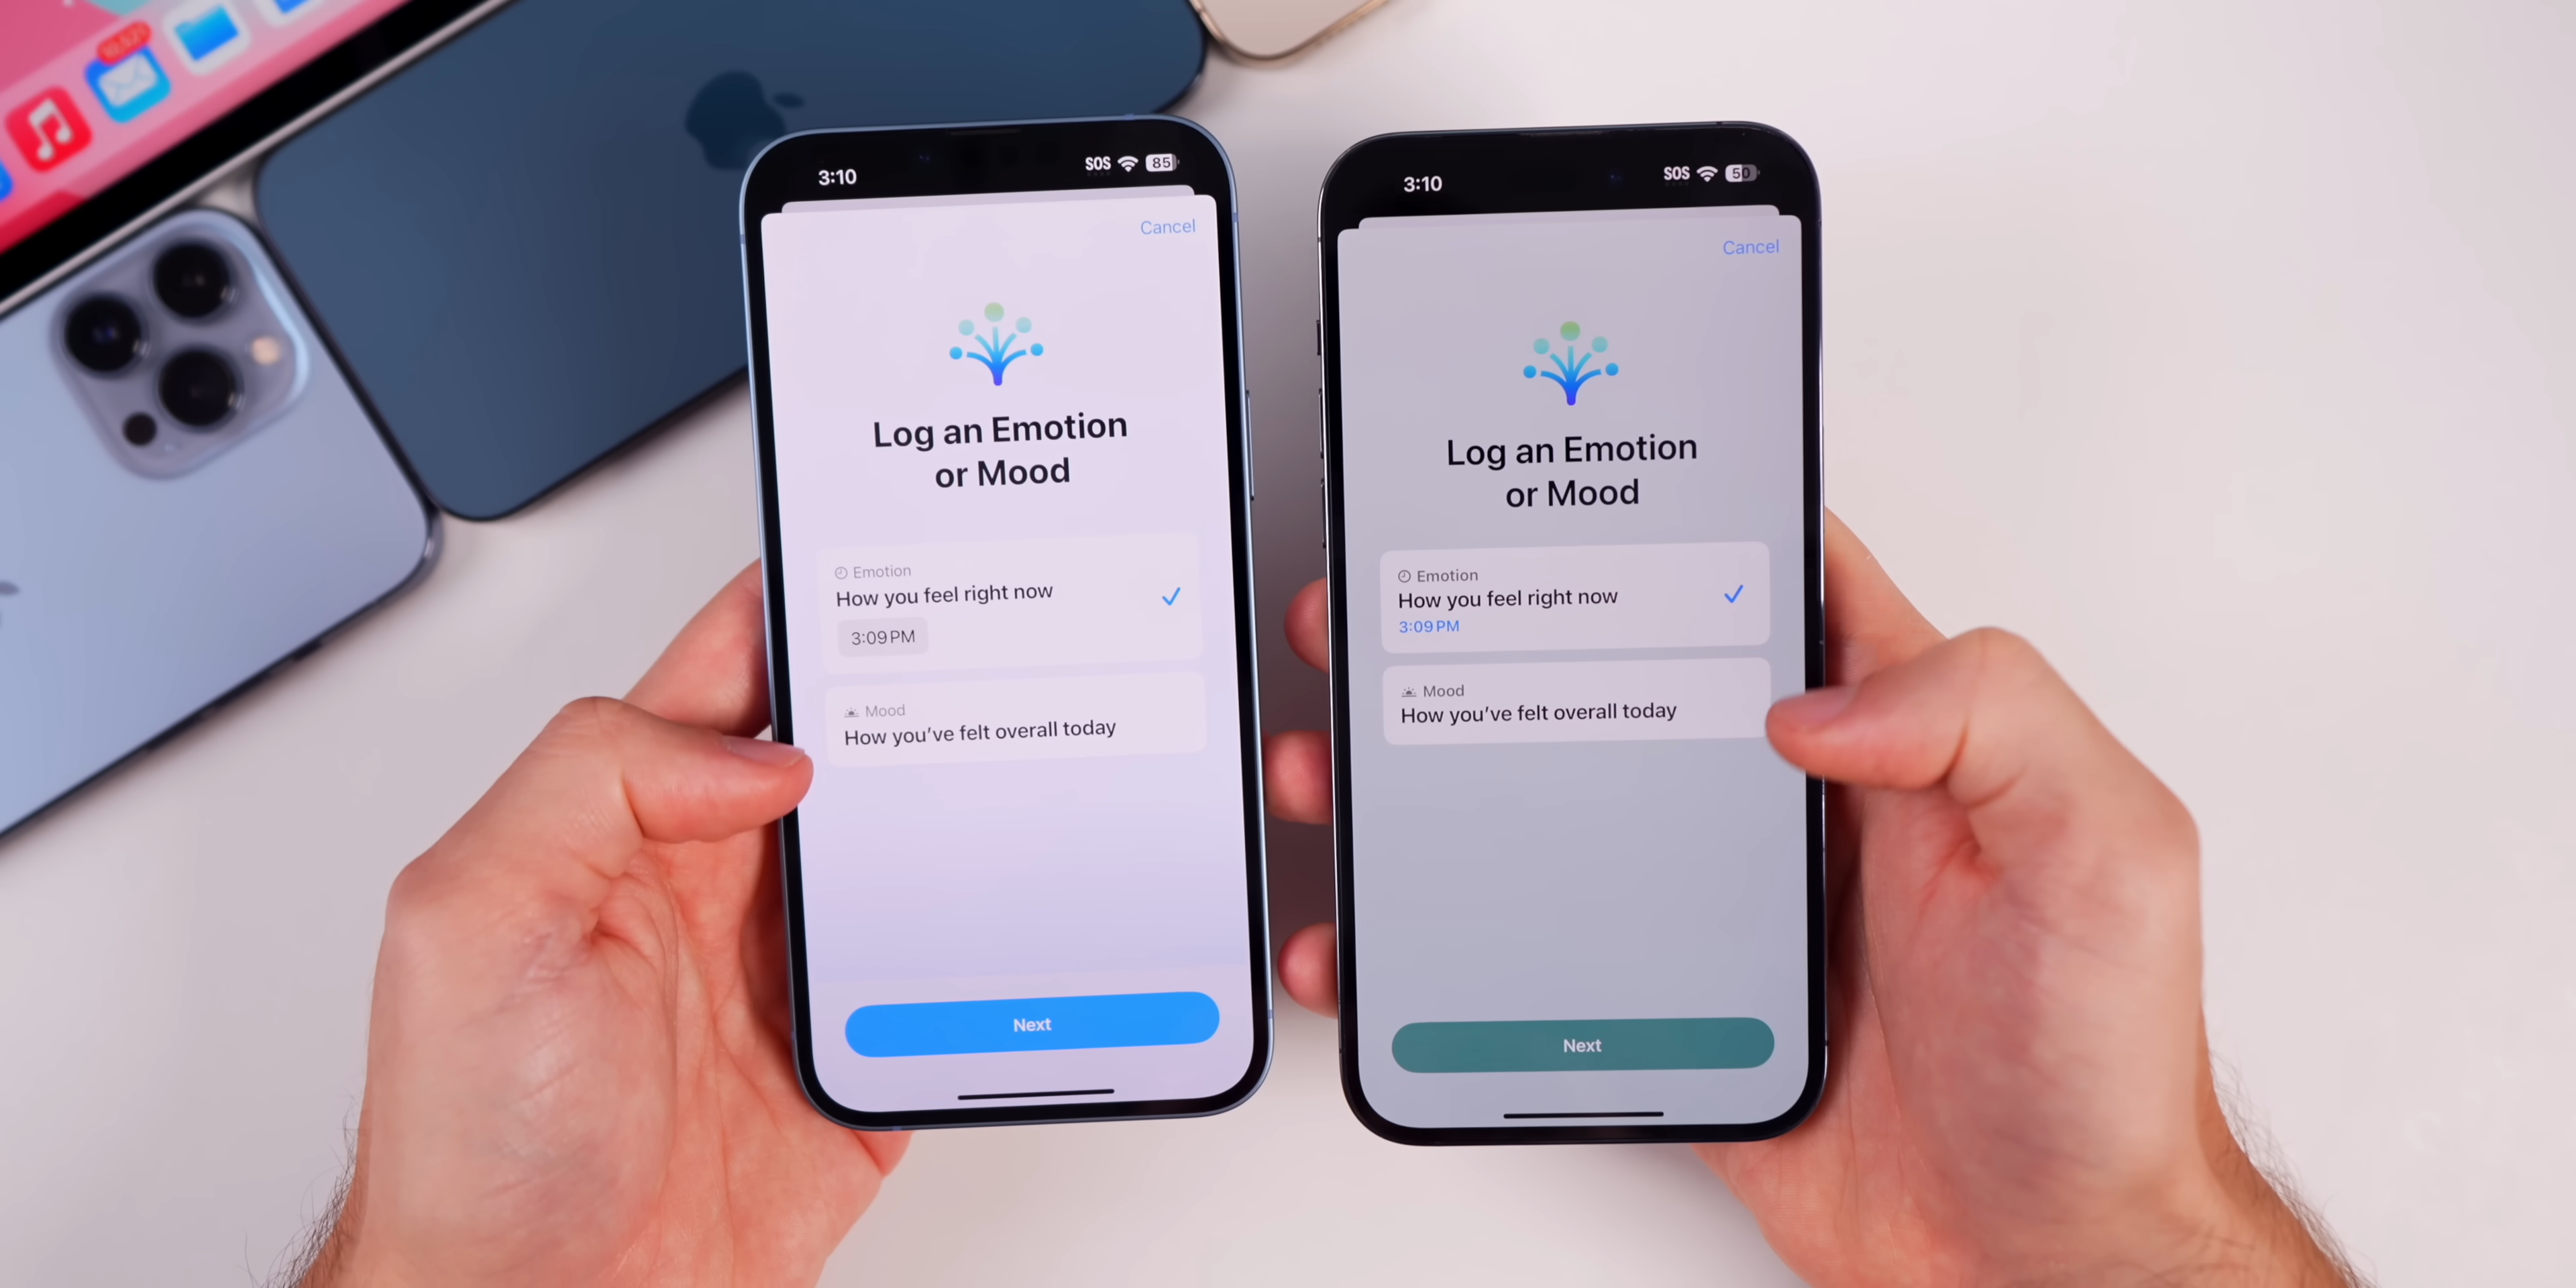 3:10
SOS 85
Cancel
Log an Emotion
or Mood
Emotion
How you feel right now
3:09 PM
Mood
How you've felt overall today
Next
3:10
SOS 50
Cancel
Log an Emotion
or Mood
Emotion
How you feel right now
3:09 PM
Mood
How you've felt overall today
Next